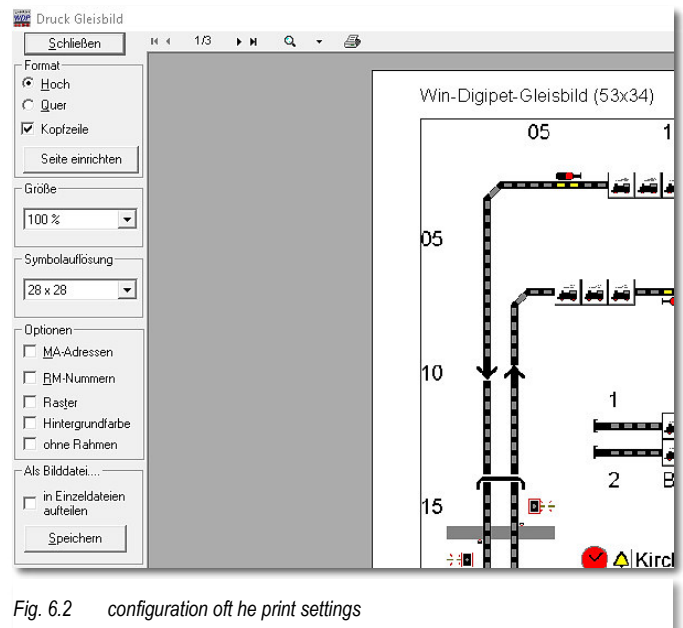 WDP Druck Gleisbild
Schließen
1/3
Format
Hoch
Quer
Kopfzeile
Seite einrichten
Größe
100 %
Symbolauflösung
28 x 28
Optionen
MA-Adressen
RM-Nummern
Raster
Hintergrundfarbe
ohne Rahmen
Als Bilddatei....
in Einzeldateien
aufteilen
Speichern
Win-Digipet-Gleisbild (53x34)
05 1
05
10
1
2 B
15
Kircl
Fig. 6.2 configuration oft he print settings